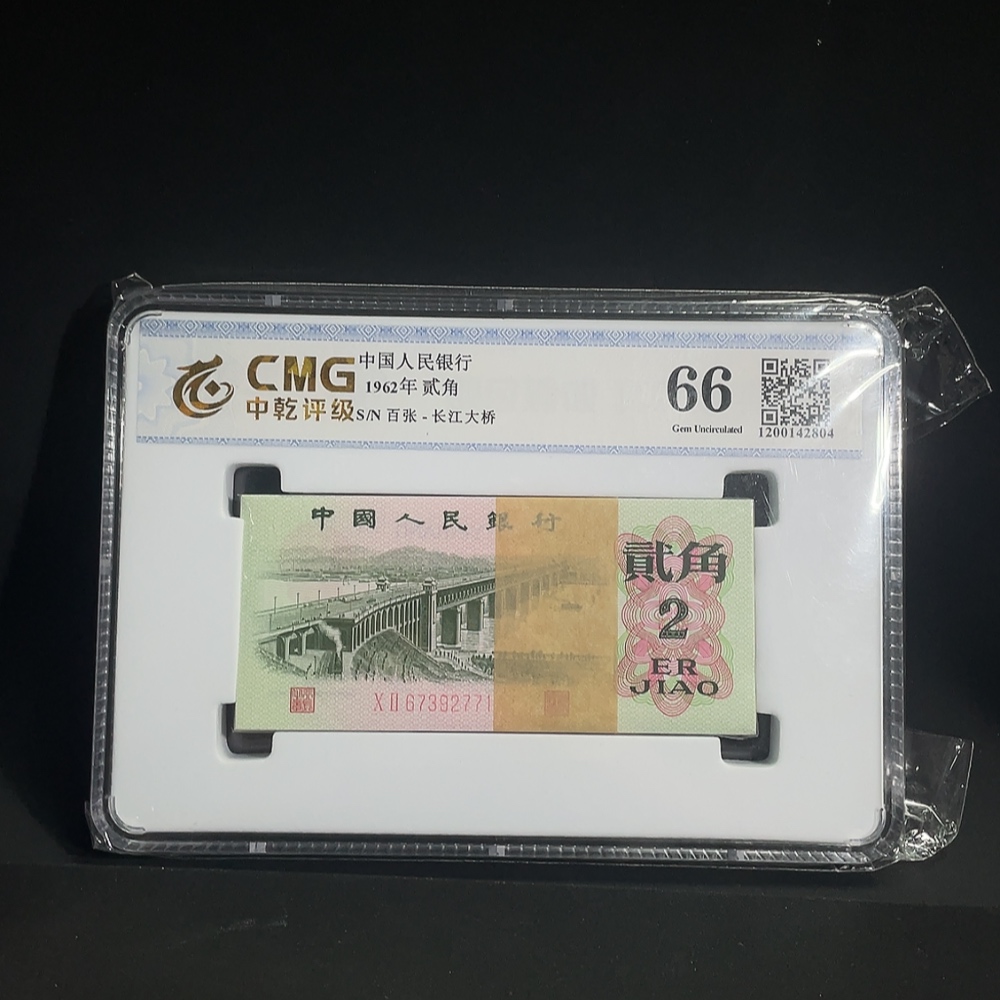 CMG
中乾评级
中国人民银行
1962年 贰角
S/N 百张 - 长江大桥
66
Gem Uncirculated
1200142804
中國人民銀行
貳角
2
ER
JIAO
XⅡ67392771